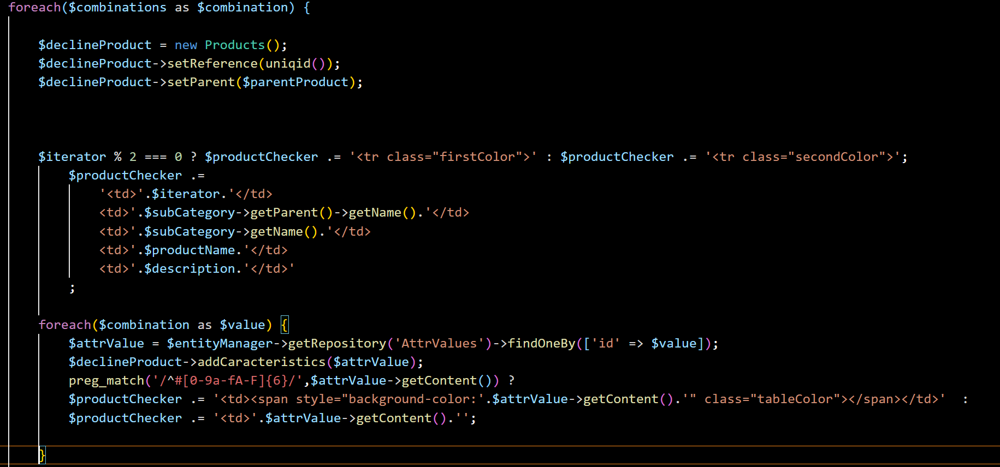 foreach($combinations as $combination) {
$declineProduct = new Products();
$declineProduct->setReference(uniqid());
$declineProduct->setParent($parentProduct);
$iterator % 2 === 0 ? $productChecker .= '<tr class="firstColor">' : $productChecker .= '<tr class="secondColor">';
$productChecker .=
'<td>'.$iterator.'</td>
<td>'.$subCategory->getParent()->getName().'</td>
<td>'.$subCategory->getName().'</td>
<td>'.$productName.'</td>
<td>'.$description.'</td>'
;
foreach($combination as $value) {
$attrValue = $entityManager->getRepository('AttrValues')->findOneBy(['id' => $value]);
$declineProduct->addCaracteristics($attrValue);
preg_match('/^#[0-9a-fA-F]{6}/',$attrValue->getContent()) ?
$productChecker .= '<td><span style="background-color:'.$attrValue->getContent().'" class="tableColor"></span></td>'  :
$productChecker .= '<td>'.$attrValue->getContent().'';
}